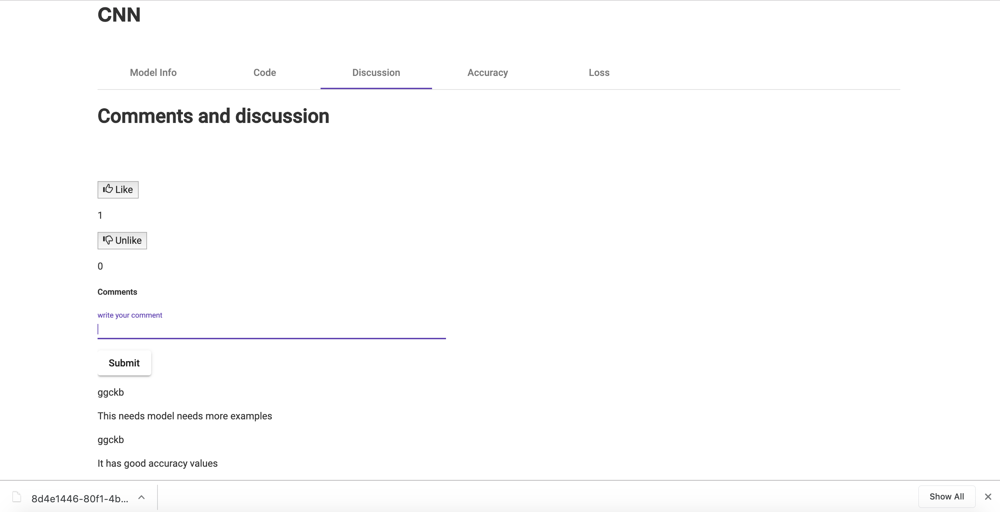 CNN
Model Info Code Discussion Accuracy Loss
Comments and discussion
Like
1
Unlike
0
Comments
write your comment
Submit
ggckb
This needs model needs more examples
ggckb
It has good accuracy values
8d4e1446-80f1-4b... Show All